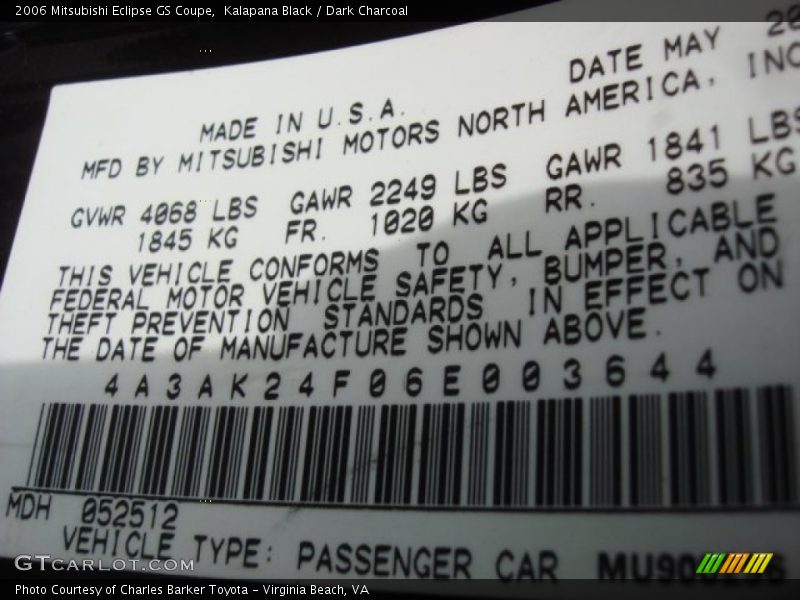 2006 Mitsubishi Eclipse GS Coupe,  Kalapana Black / Dark Charcoal
DATE MAY 20
MADE IN U.S.A.
MFD BY MITSUBISHI MOTORS NORTH AMERICA, INC
GVWR 4068 LBS GAWR 2249 LBS GAWR 1841 LBS
1845 KG FR. 1020 KG RR. 835 KG
THIS VEHICLE CONFORMS TO ALL APPLICABLE
FEDERAL MOTOR VEHICLE SAFETY, BUMPER, AND
THEFT PREVENTION STANDARDS IN EFFECT ON
THE DATE OF MANUFACTURE SHOWN ABOVE.
4A3AK24F06E003644
MDH 052512
VEHICLE TYPE: PASSENGER CAR
GTCARLOT.COM
Photo Courtesy of Charles Barker Toyota - Virginia Beach, VA